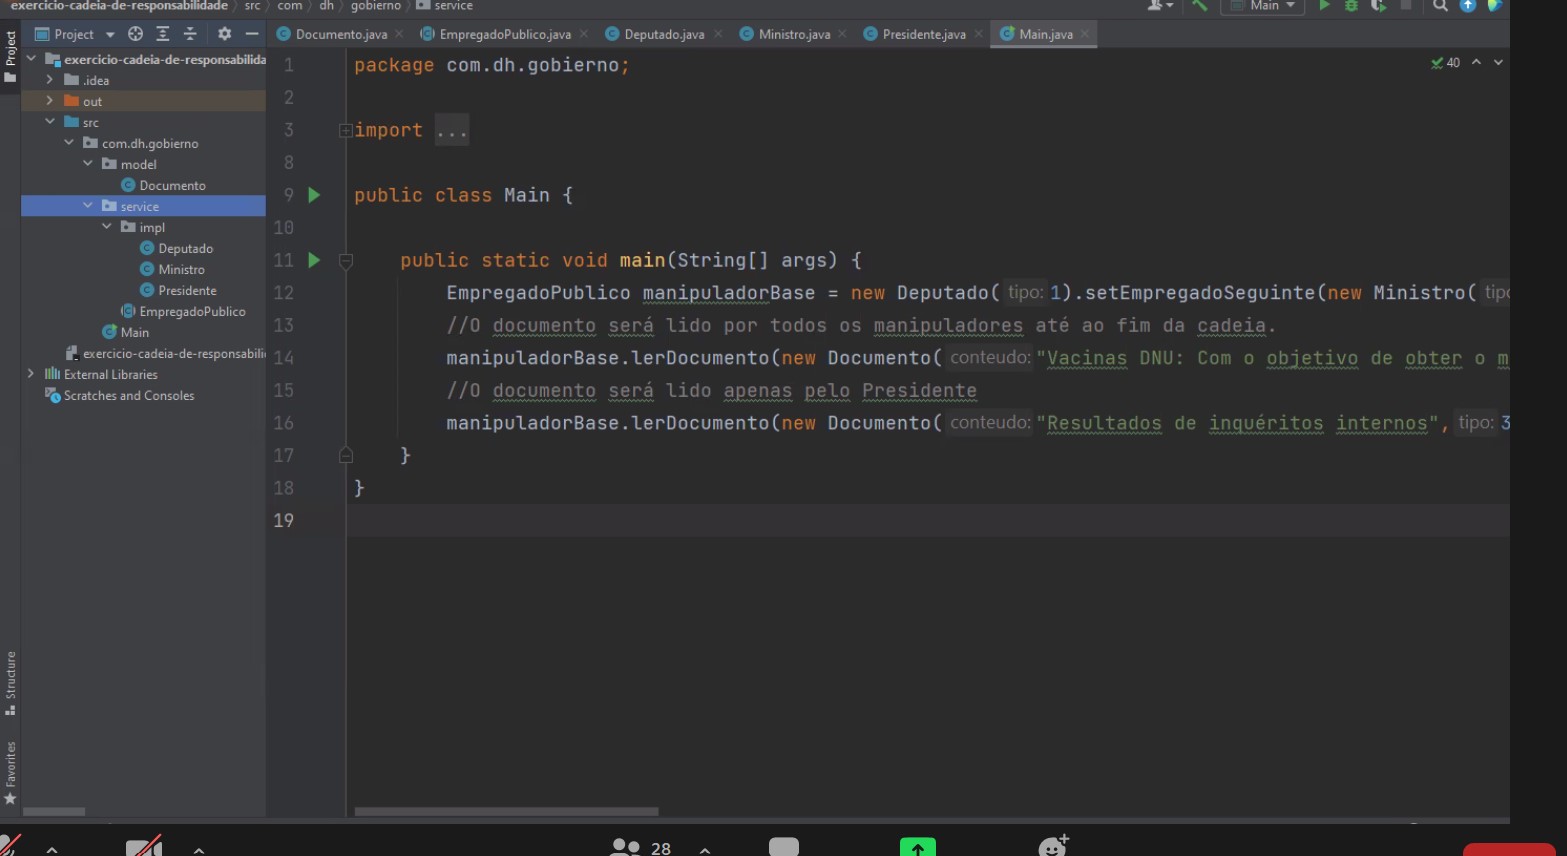 exercicio-cadeia-de-responsabilidade src com dh gobierno service Main
Project
Documento.java EmpregadoPublico.java Deputado.java Ministro.java Presidente.java Main.java
Project
exercicio-cadeia-de-responsabilida
.idea
out
src
com.dh.gobierno
model
Documento
service
impl
Deputado
Ministro
Presidente
EmpregadoPublico
Main
exercicio-cadeia-de-responsabili
External Libraries
Scratches and Consoles
Structure
Favorites
40
1 package com.dh.gobierno;
2
3 import ...
8
9 public class Main {
10
11 public static void main(String[] args) {
12 EmpregadoPublico manipuladorBase = new Deputado( tipo: 1).setEmpregadoSeguinte(new Ministro( tipo
13 //O documento será lido por todos os manipuladores até ao fim da cadeia.
14 manipuladorBase.lerDocumento(new Documento( conteudo: "Vacinas DNU: Com o objetivo de obter o m
15 //O documento será lido apenas pelo Presidente
16 manipuladorBase.lerDocumento(new Documento( conteudo: "Resultados de inquéritos internos", tipo: 3
17 }
18 }
19
28